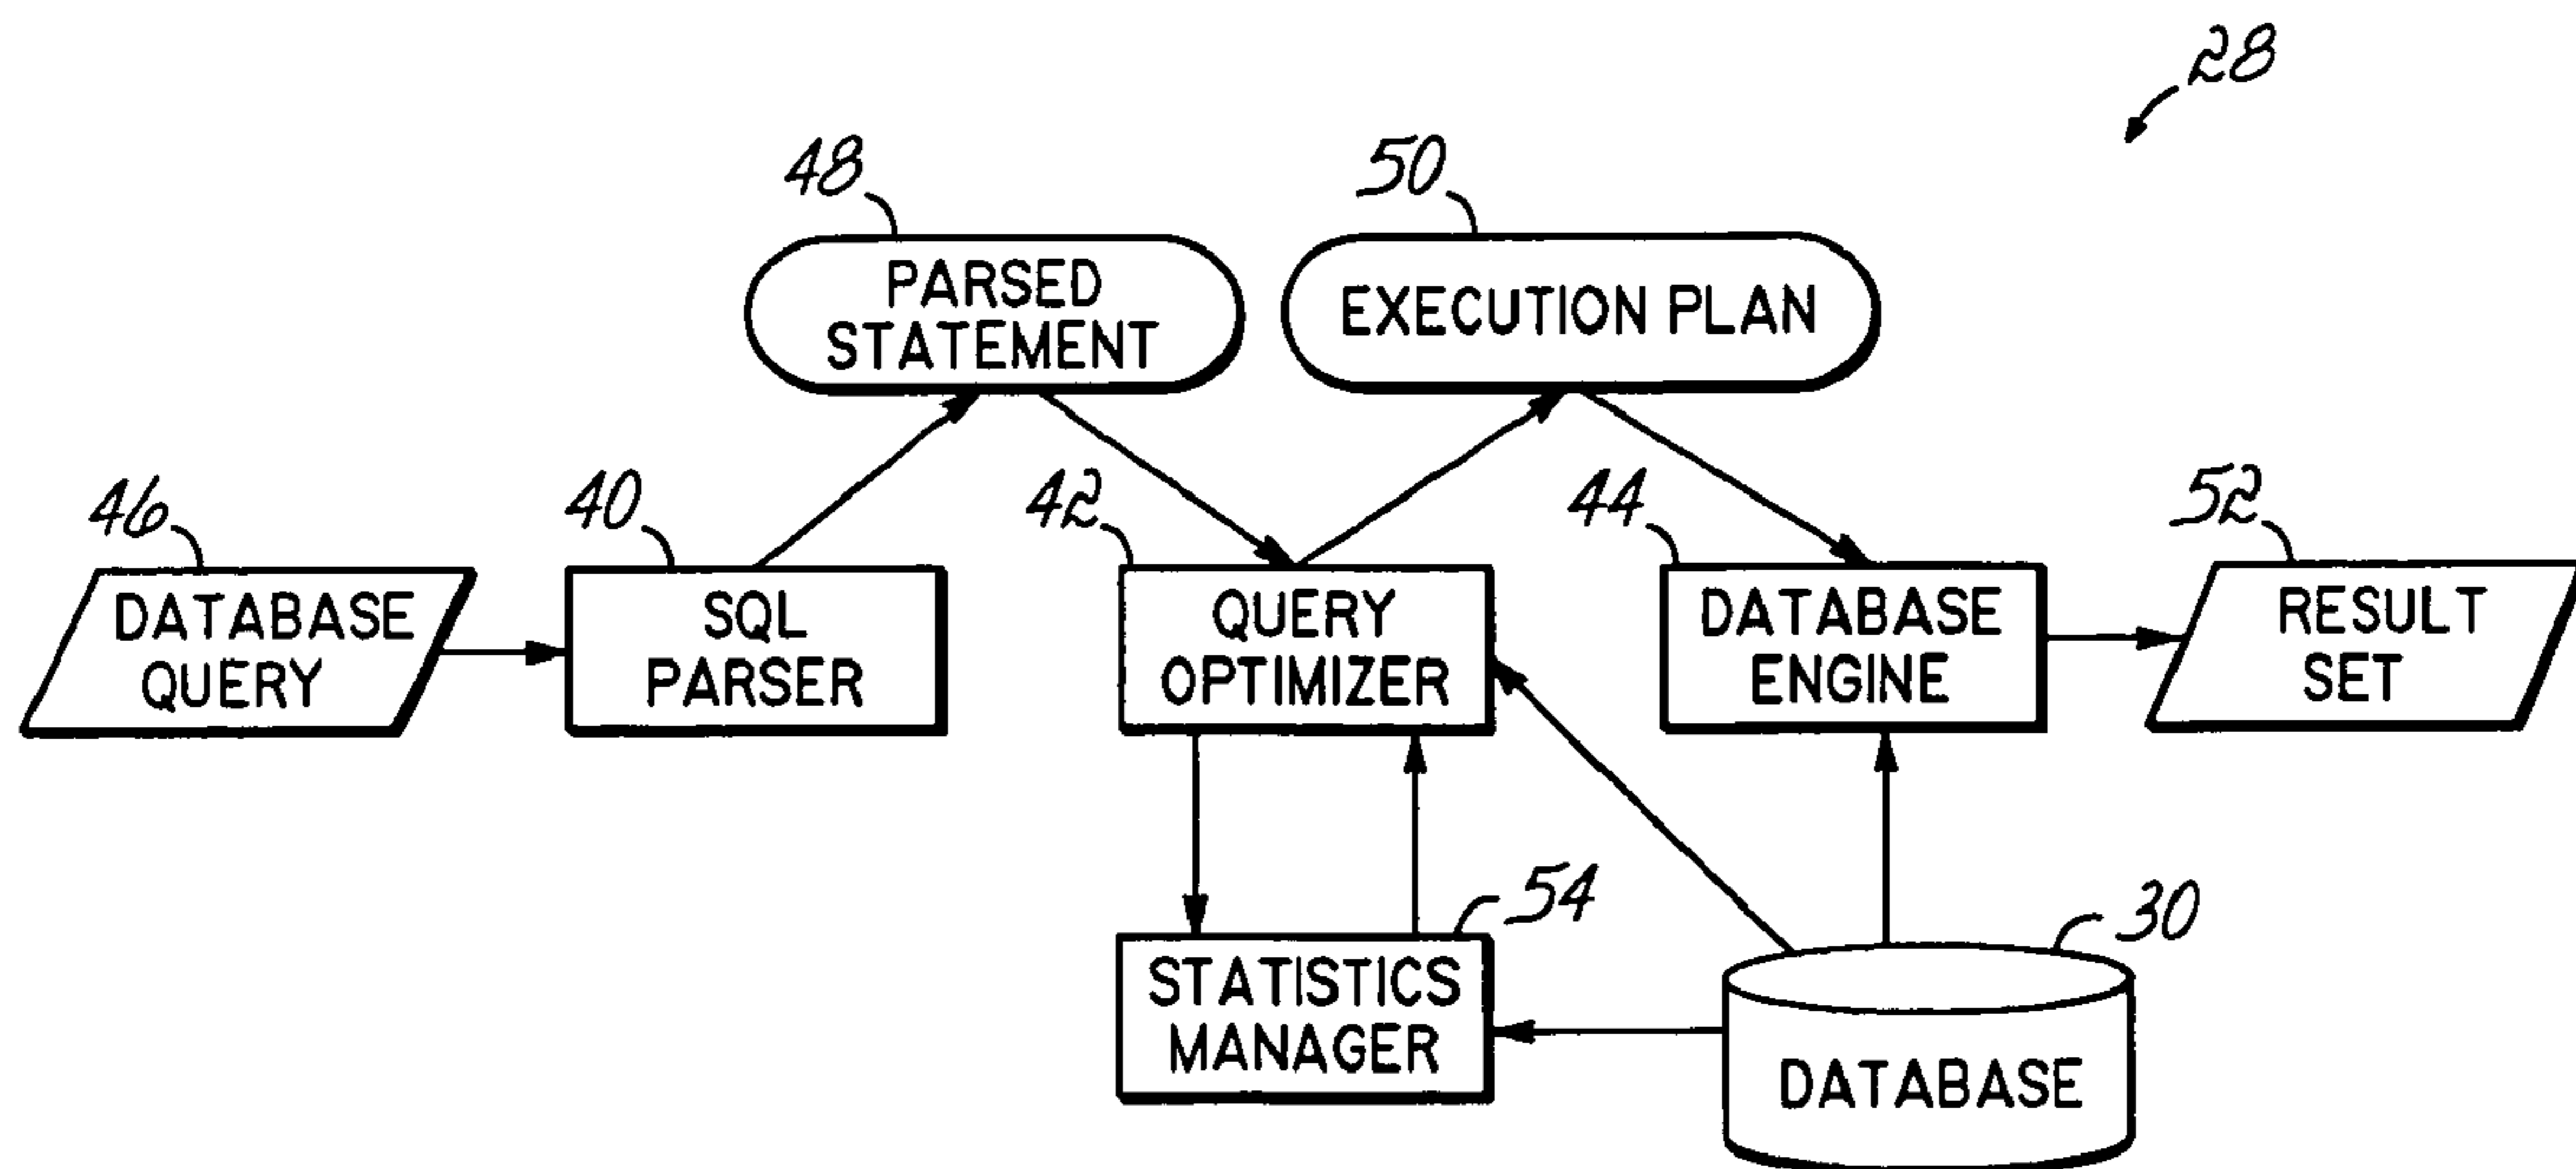 28
48
50
PARSED
STATEMENT
EXECUTION PLAN
46
40
42
44
52
DATABASE
QUERY
SQL
PARSER
QUERY
OPTIMIZER
DATABASE
ENGINE
RESULT
SET
54
30
STATISTICS
MANAGER
DATABASE